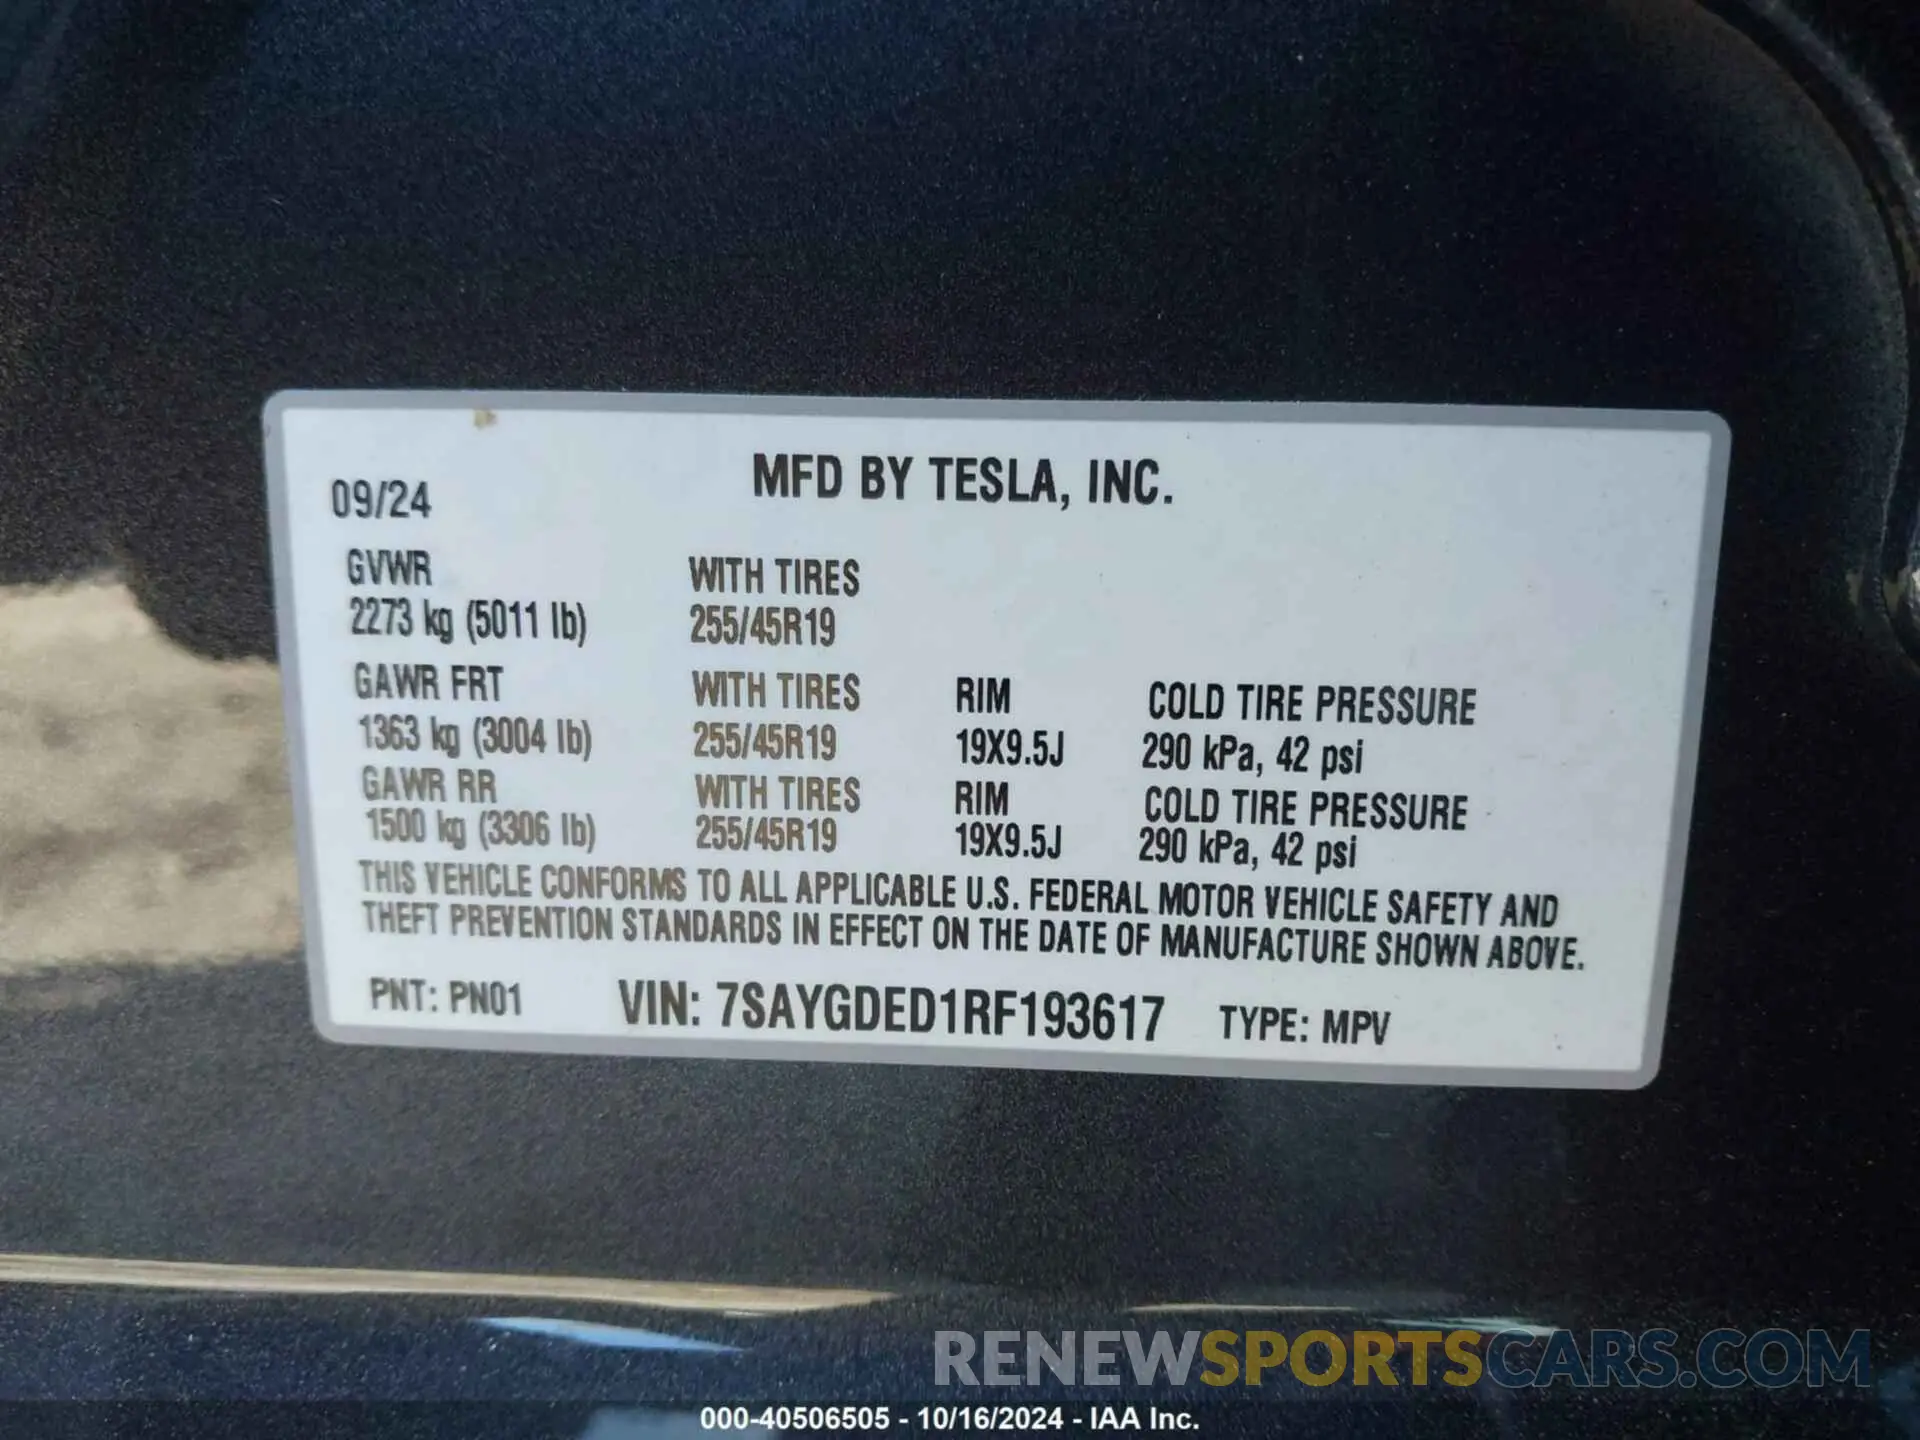 MFD BY TESLA, INC.
09/24
GVWR WITH TIRES
2273 kg (5011 lb) 255/45R19
GAWR FRT WITH TIRES RIM COLD TIRE PRESSURE
1363 kg (3004 lb) 255/45R19 19X9.5J 290 kPa, 42 psi
GAWR RR WITH TIRES RIM COLD TIRE PRESSURE
1500 kg (3306 lb) 255/45R19 19X9.5J 290 kPa, 42 psi
THIS VEHICLE CONFORMS TO ALL APPLICABLE U.S. FEDERAL MOTOR VEHICLE SAFETY AND
THEFT PREVENTION STANDARDS IN EFFECT ON THE DATE OF MANUFACTURE SHOWN ABOVE.
PNT: PN01 VIN: 7SAYGDED1RF193617 TYPE: MPV
RENEWSPORTSCARS.COM
000-40506505 - 10/16/2024 - IAA Inc.